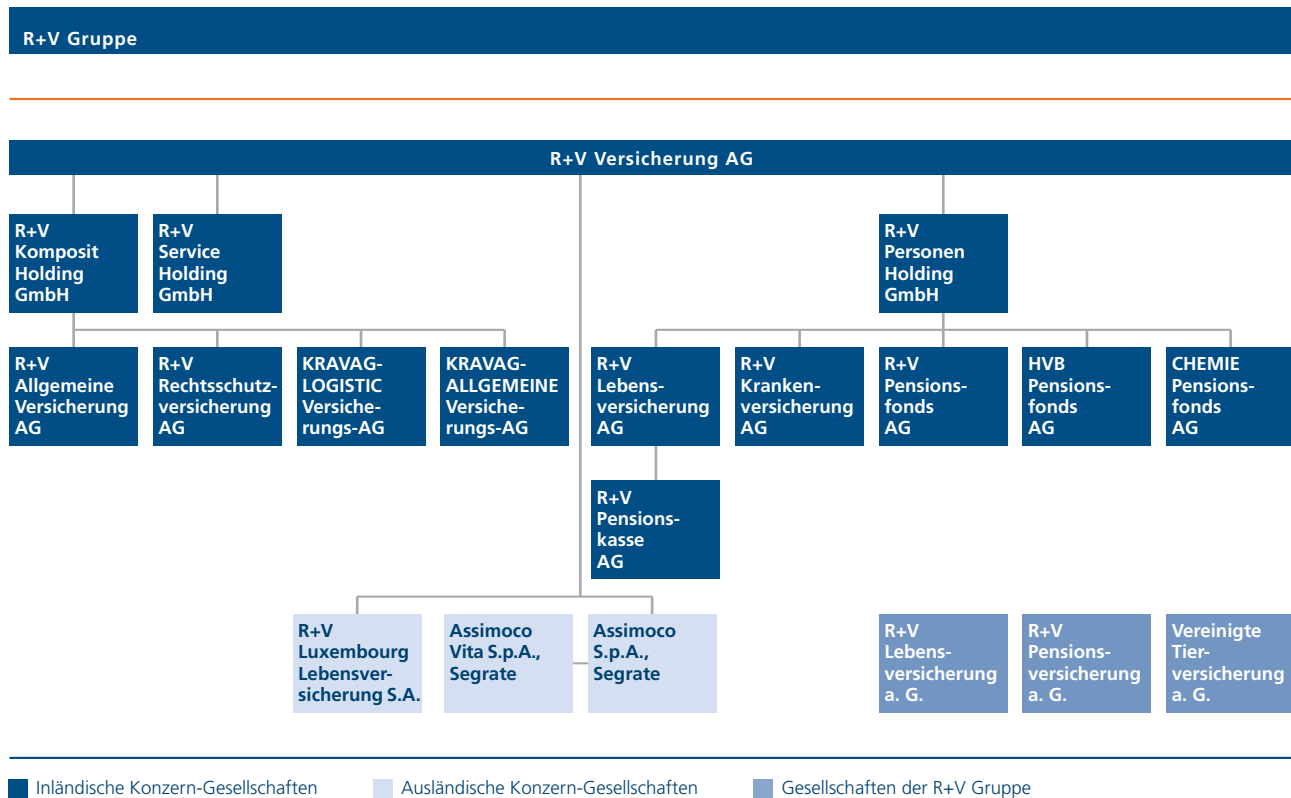 R+V Gruppe
R+V Versicherung AG
R+V
Komposit
Holding
GmbH
R+V
Service
Holding
GmbH
R+V
Personen
Holding
GmbH
R+V
Allgemeine
Versicherung
AG
R+V
Rechtsschutz-
versicherung
AG
KRAVAG-
LOGISTIC
Versiche-
rungs-AG
KRAVAG-
ALLGEMEINE
Versiche-
rungs-AG
R+V
Lebens-
versicherung
AG
R+V
Kranken-
versicherung
AG
R+V
Pensions-
fonds
AG
HVB
Pensions-
fonds
AG
CHEMIE
Pensions-
fonds
AG
R+V
Pensions-
kasse
AG
R+V
Luxembourg
Lebensver-
sicherung S.A.
Assimoco
Vita S.p.A.,
Segrate
Assimoco
S.p.A.,
Segrate
R+V
Lebens-
versicherung
a. G.
R+V
Pensions-
versicherung
a. G.
Vereinigte
Tier-
versicherung
a. G.
Inländische Konzern-Gesellschaften
Ausländische Konzern-Gesellschaften
Gesellschaften der R+V Gruppe